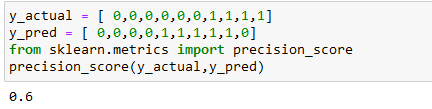 y_actual = [ 0,0,0,0,0,0,1,1,1,1]
y_pred = [ 0,0,0,0,1,1,1,1,1,0]
from sklearn.metrics import precision_score
precision_score(y_actual,y_pred)
0.6